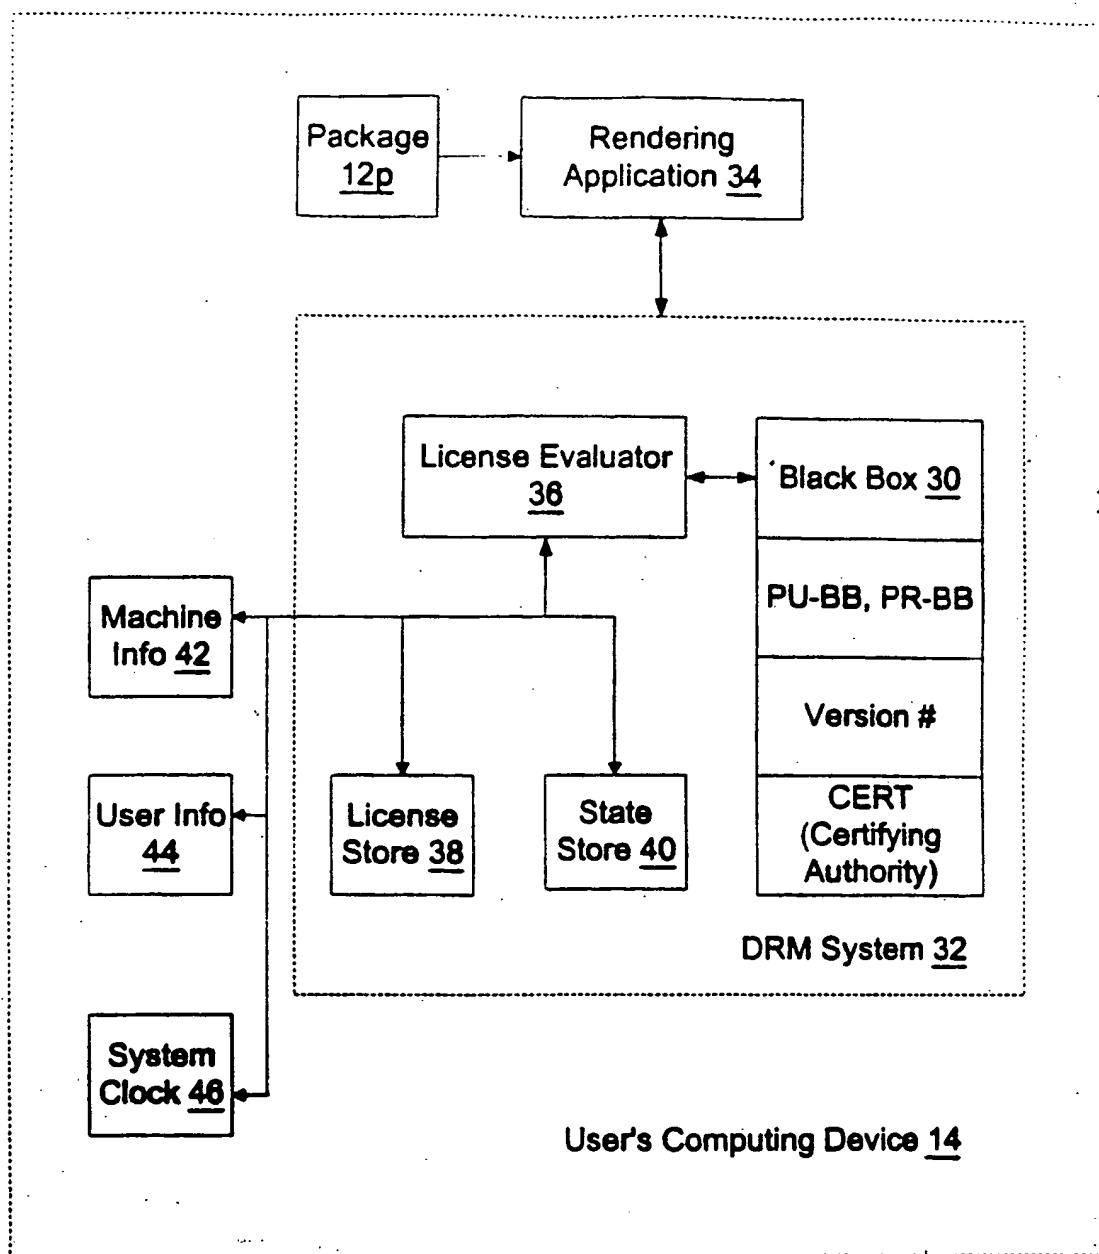 Package
12p
Rendering
Application 34
License Evaluator
36
Black Box 30
PU-BB, PR-BB
Version #
CERT
(Certifying
Authority)
Machine
Info 42
User Info
44
License
Store 38
State
Store 40
DRM System 32
System
Clock 46
User's Computing Device 14